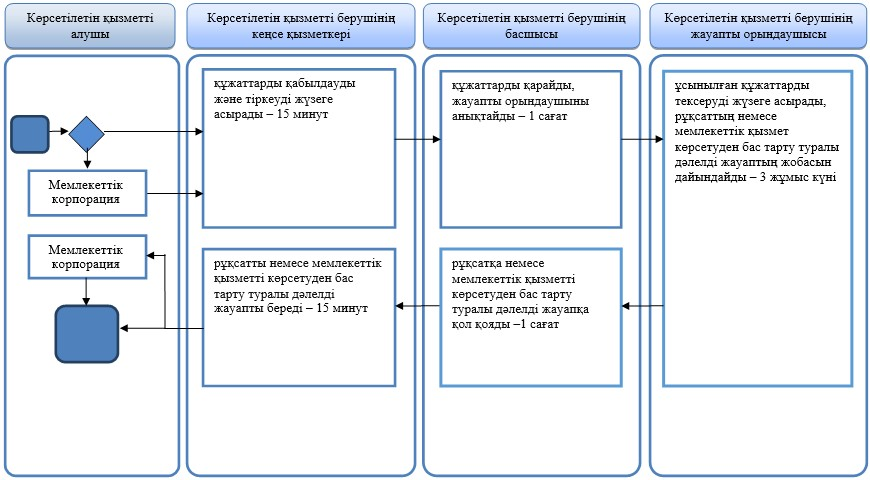 Көрсетілетін қызметті
алушы
Көрсетілетін қызметті берушінің
кеңсе қызметкері
Көрсетілетін қызметті берушінің
басшысы
Көрсетілетін қызметті берушінің
жауапты орындаушысы
құжаттарды қабылдауды
және тіркеуді жүзеге
асырады – 15 минут
құжаттарды қарайды,
жауапты орындаушыны
анықтайды – 1 сағат
ұсынылған құжаттарды
тексеруді жүзеге асырады,
рұқсаттың немесе
мемлекеттік қызмет
көрсетуден бас тарту туралы
дәлелді жауаптың жобасын
дайындайды – 3 жұмыс күні
Мемлекеттік
корпорация
Мемлекеттік
корпорация
рұқсатты немесе мемлекеттік
қызметті көрсетуден бас
тарту туралы дәлелді
жауапты береді – 15 минут
рұқсатқа немесе
мемлекеттік қызметті
көрсетуден бас тарту
туралы дәлелді жауапқа
қол қояды –1 сағат